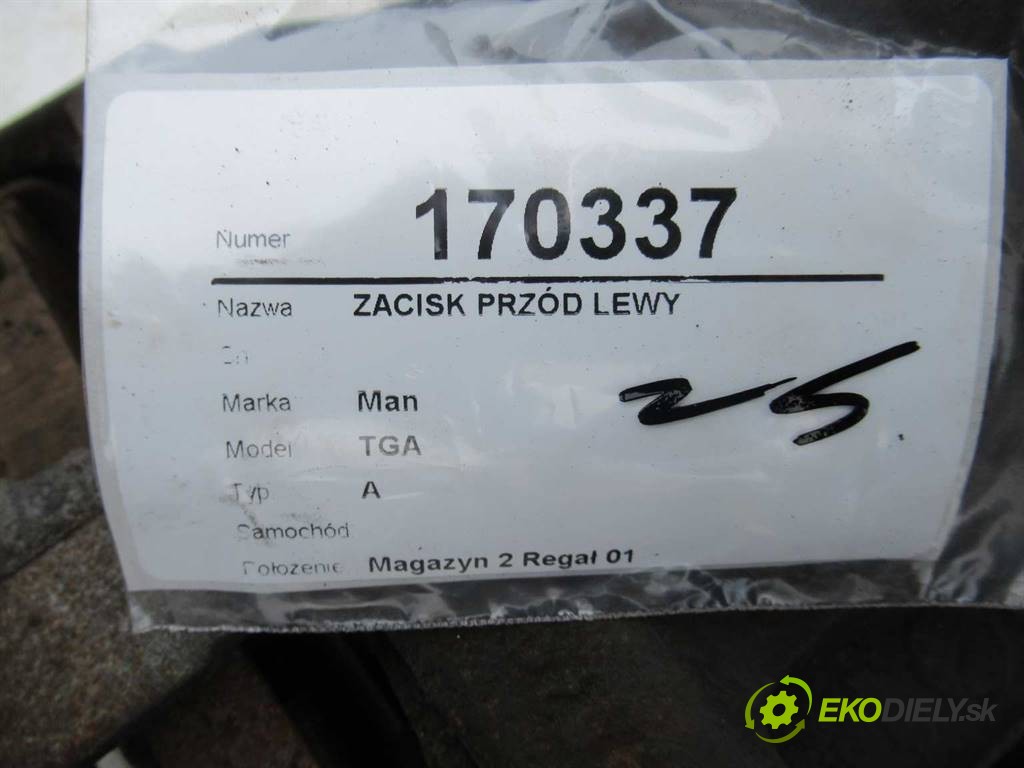 Numer 170337
Nazwa ZACISK PRZÓD LEWY
Marka Man
Model TGA
Typ A
Samochód
Położenie Magazyn 2 Regał 01
EKODIELY.sk